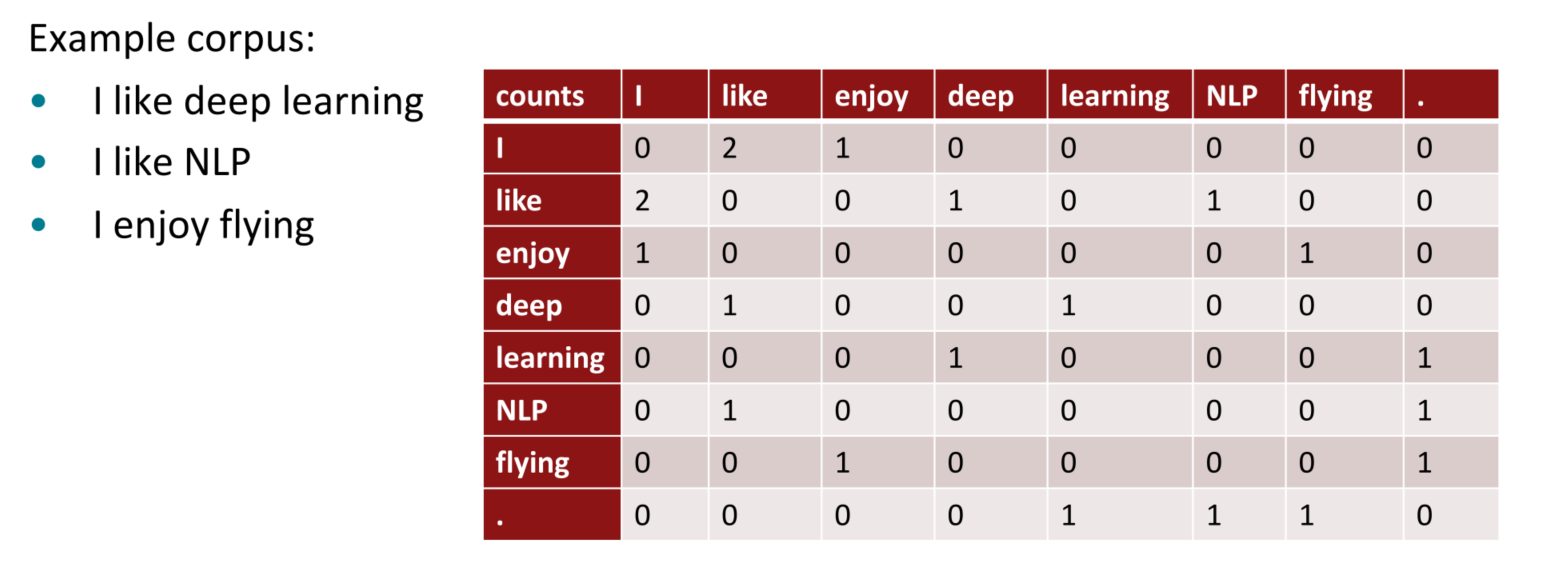 Example corpus:
• I like deep learning
• I like NLP
• I enjoy flying
counts I like enjoy deep learning NLP flying .
I 0 2 1 0 0 0 0 0
like 2 0 0 1 0 1 0 0
enjoy 1 0 0 0 0 0 1 0
deep 0 1 0 0 1 0 0 0
learning 0 0 0 1 0 0 0 1
NLP 0 1 0 0 0 0 0 1
flying 0 0 1 0 0 0 0 1
. 0 0 0 0 1 1 1 0